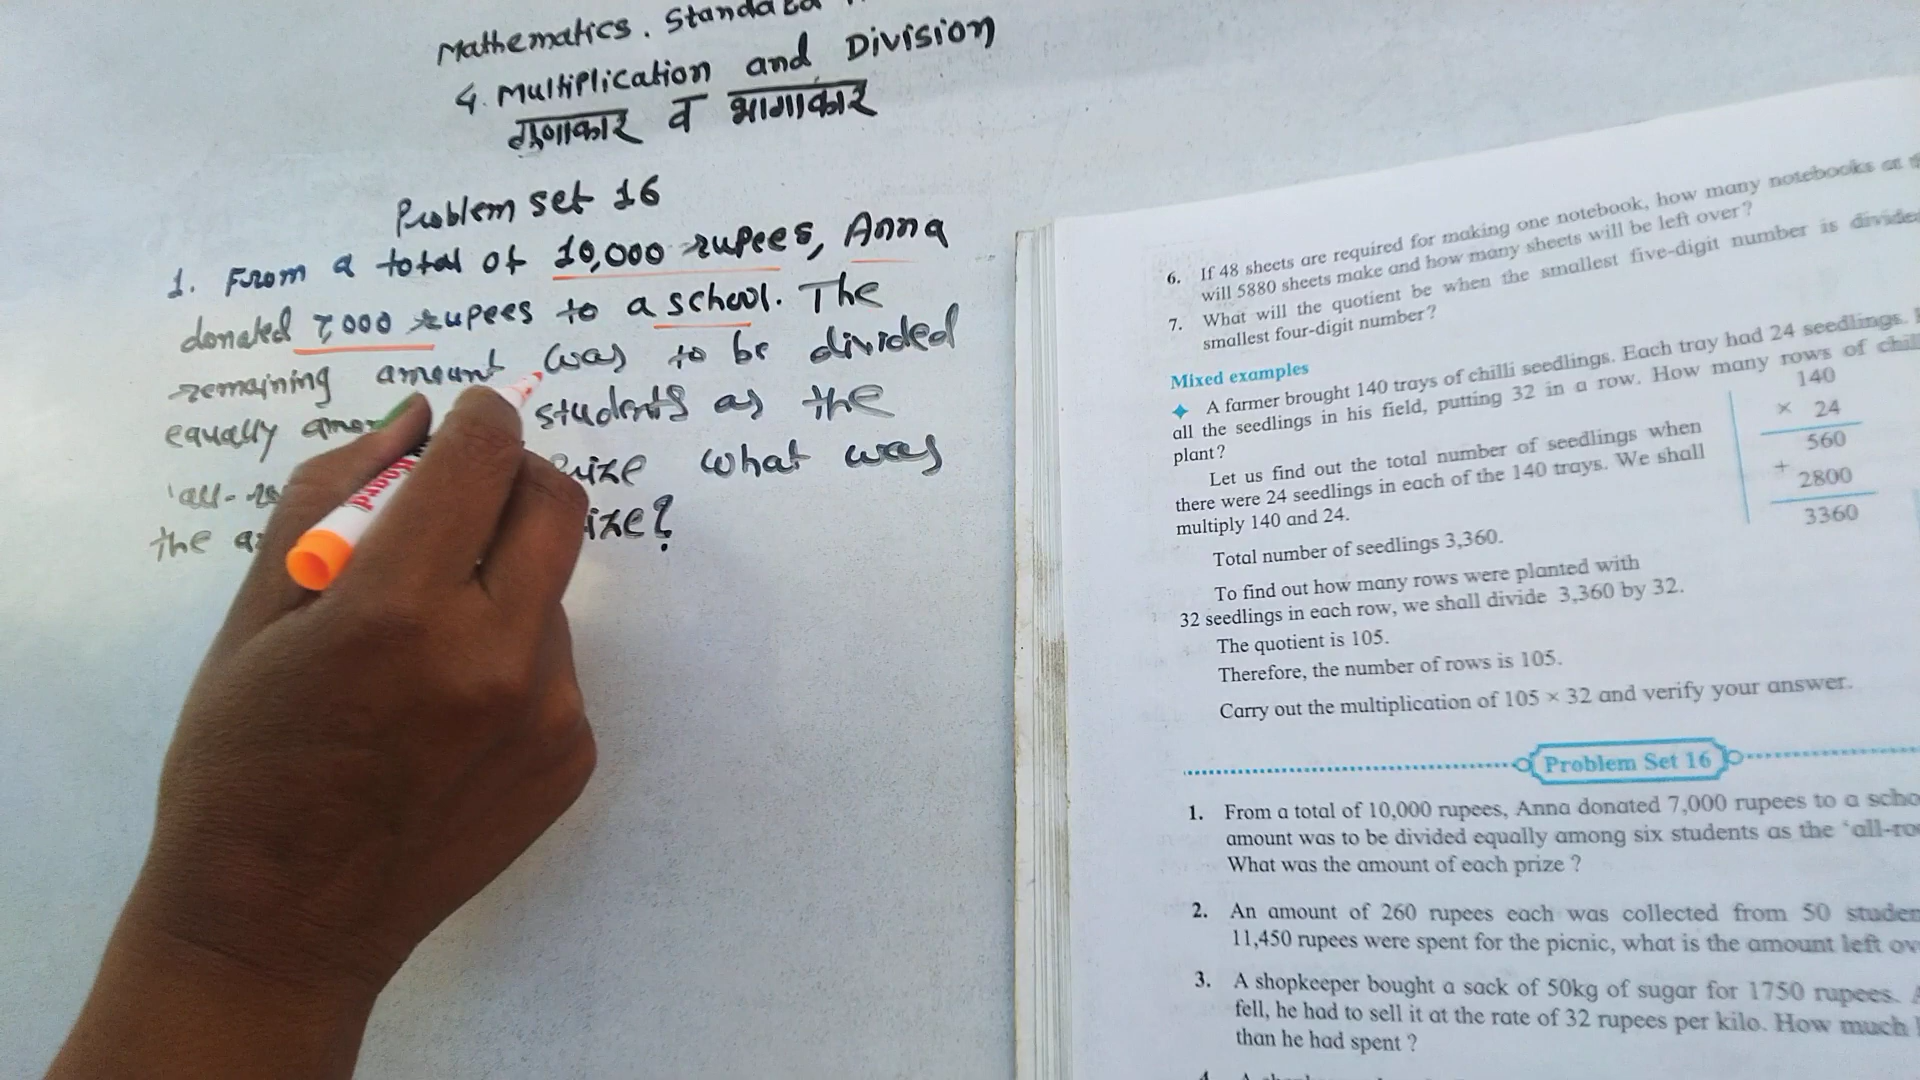 Mathematics. Standard
4. Multiplication and Division
गुणाकार व भागाकार
Problem set 16
1. From a total of 10,000 rupees, Anna
donated 7,000 rupees to a school. The
remaining amount was to be divided
equally students as the
'all- what was
the
6. If 48 sheets are required for making one notebook, how many notebooks at
will 5880 sheets make and how many sheets will be left over?
7. What will the quotient be when the smallest five-digit number is divided
smallest four-digit number?
Mixed examples
A farmer brought 140 trays of chilli seedlings. Each tray had 24 seedlings.
all the seedlings in his field, putting 32 in a row. How many rows of
plant?
Let us find out the total number of seedlings when
there were 24 seedlings in each of the 140 trays. We shall
multiply 140 and 24.
140
× 24
560
+
2800
3360
Total number of seedlings 3,360.
To find out how many rows were planted with
32 seedlings in each row, we shall divide 3,360 by 32.
The quotient is 105.
Therefore, the number of rows is 105.
Carry out the multiplication of 105 × 32 and verify your answer.
Problem Set 16
1. From a total of 10,000 rupees, Anna donated 7,000 rupees to a
amount was to be divided equally among six students as the 'all-
What was the amount of each prize ?
2. An amount of 260 rupees each was collected from 50
11,450 rupees were spent for the picnic, what is the amount left
3. A shopkeeper bought a sack of 50kg of sugar for 1750 rupees.
fell, he had to sell it at the rate of 32 rupees per kilo. How much
than he had spent ?